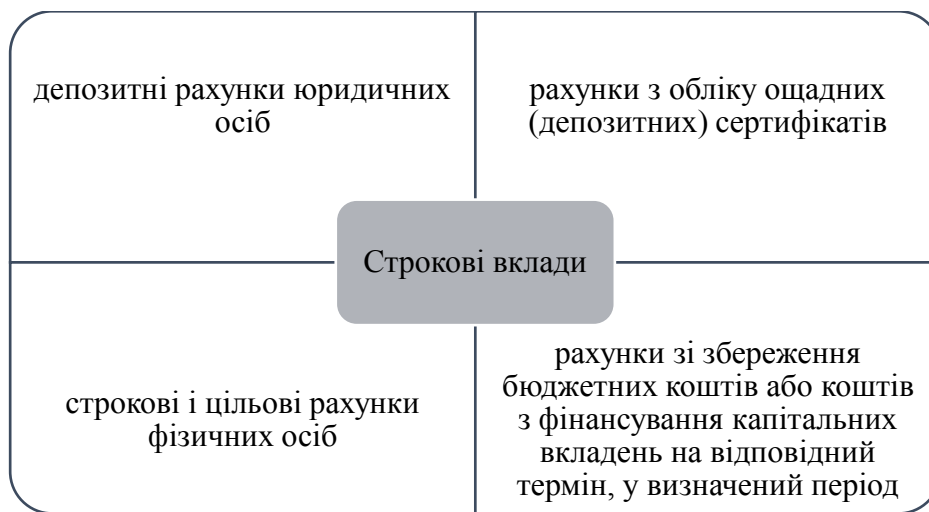 депозитні рахунки юридичних
осіб
рахунки з обліку ощадних
(депозитних) сертифікатів
Строкові вклади
строкові і цільові рахунки
фізичних осіб
рахунки зі збереження
бюджетних коштів або коштів
з фінансування капітальних
вкладень на відповідний
термін, у визначений період